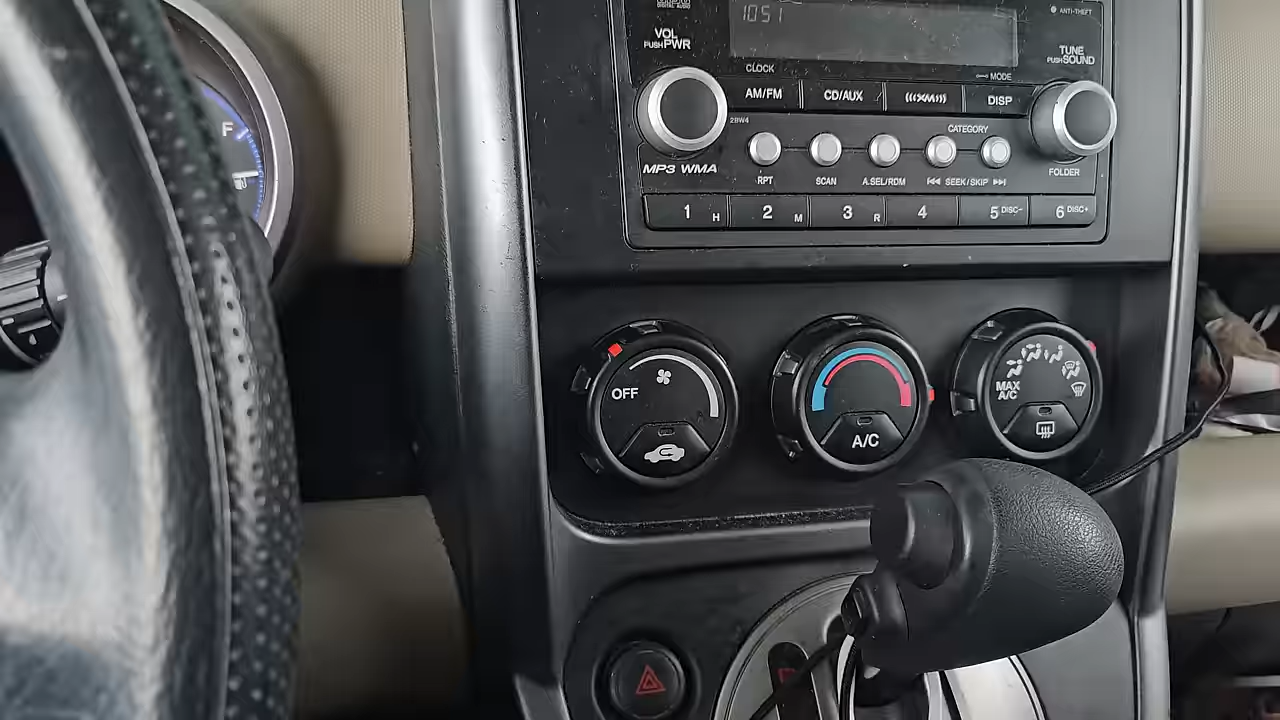 1051
ANTI-THEFT
VOL
PUSH PWR
TUNE
PUSH SOUND
CLOCK
MODE
AM/FM
CD/AUX
((( XM )))
DISP
2BW4
CATEGORY
MP3 WMA
RPT
SCAN
A.SEL/RDM
SEEK/SKIP
FOLDER
1 H
2 M
3 R
4
5 DISC-
6 DISC+
F
OFF
A/C
MAX
A/C